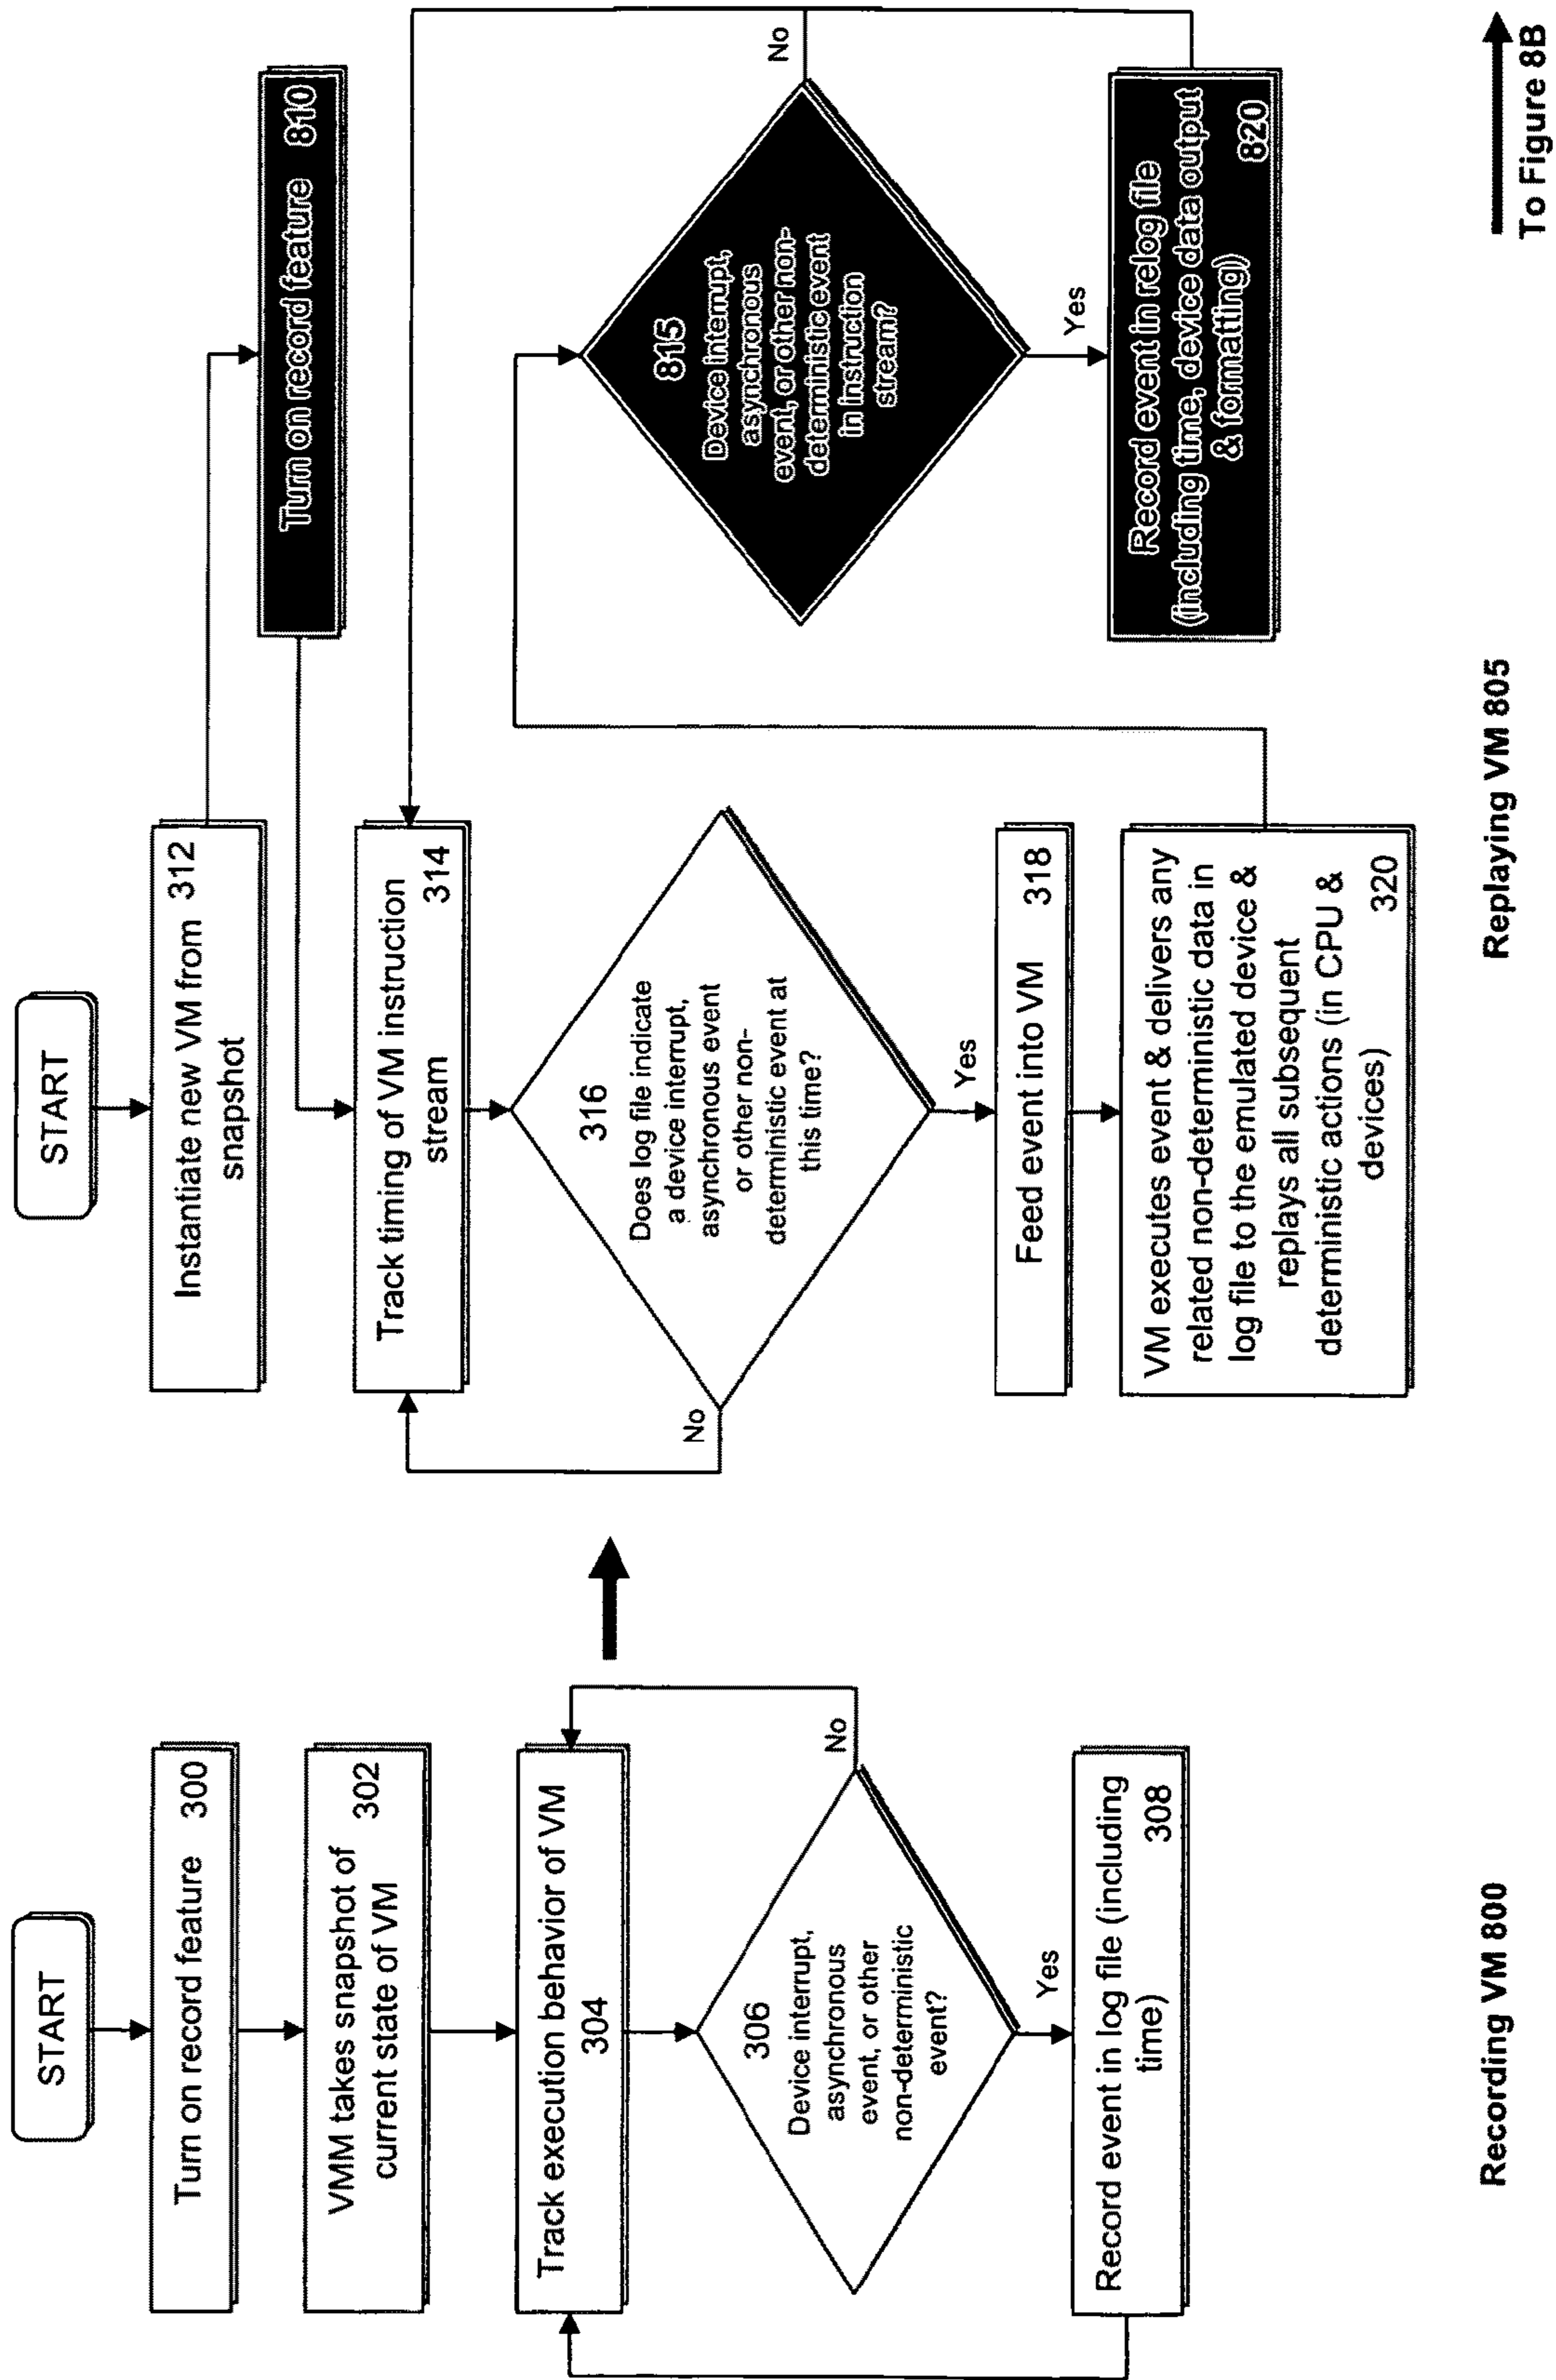 START
Turn on record feature 300
VMM takes snapshot of
current state of VM 302
Track execution behavior of VM
304
306
Device interrupt,
asynchronous
event, or other
non-deterministic
event?
No
Yes
Record event in log file (including
time) 308
Recording VM 800
START
Instantiate new VM from 312
snapshot
Turn on record feature 810
Track timing of VM instruction
stream 314
316
Does log file indicate
a device interrupt,
asynchronous event
or other non-
deterministic event at
this time?
No
Yes
Feed event into VM 318
VM executes event & delivers any
related non-deterministic data in
log file to the emulated device &
replays all subsequent
deterministic actions (in CPU &
devices) 320
815
Device interrupt,
asynchronous
event, or other non-
deterministic event
in instruction
stream?
No
Yes
Record event in relog file
(including time, device data output
& formatting) 820
Replaying VM 805
To Figure 8B